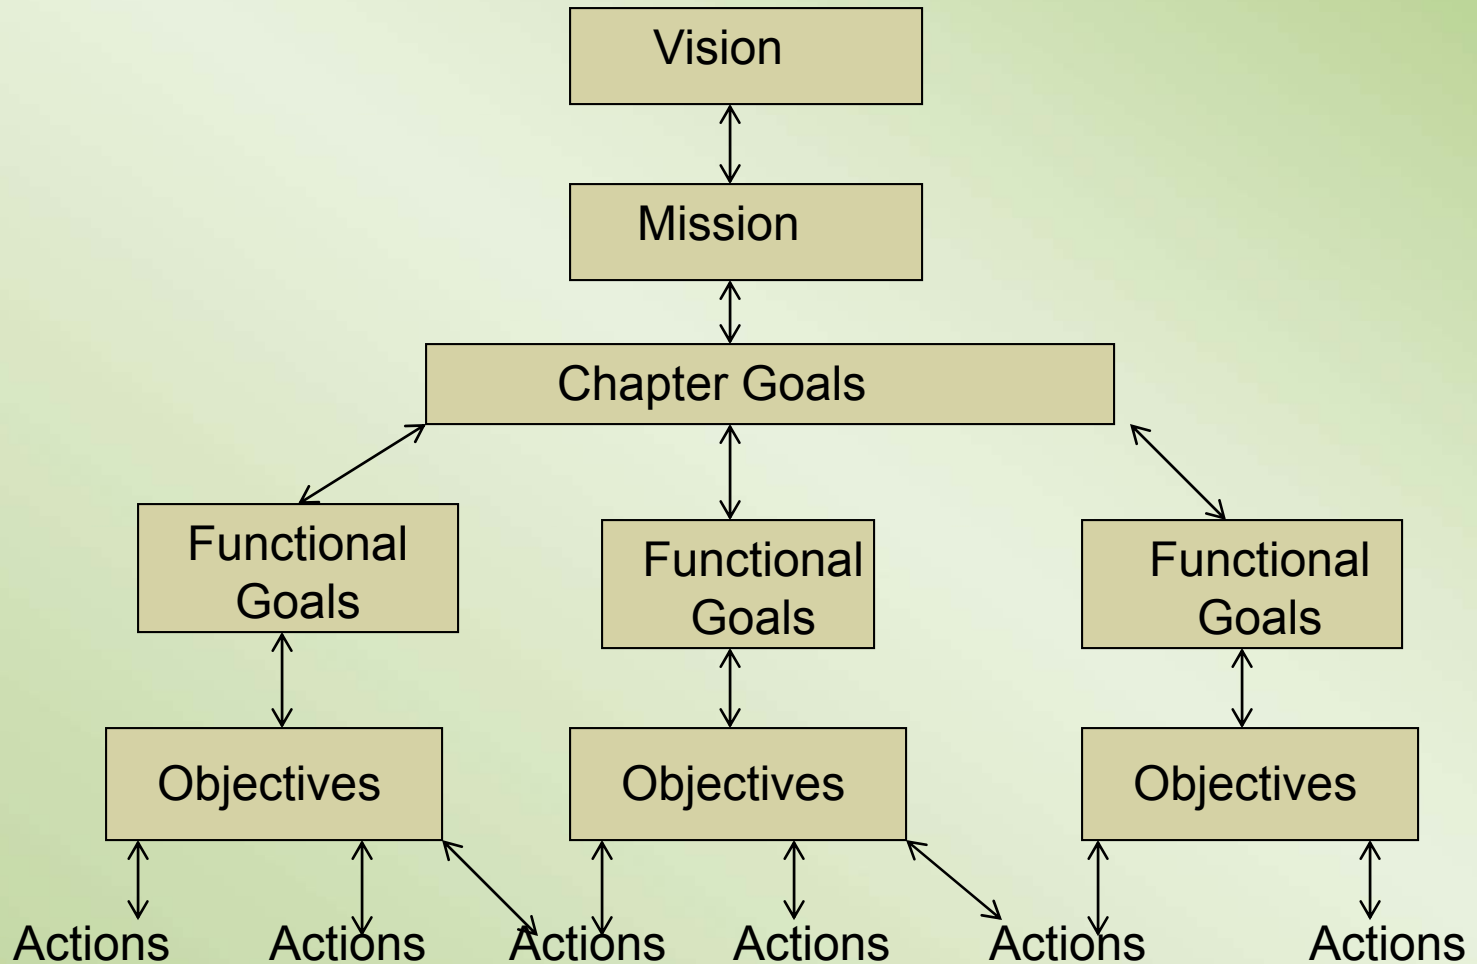 Vision
Mission
Chapter Goals
Functional
Goals
Functional
Goals
Functional
Goals
Objectives
Objectives
Objectives
Actions
Actions
Actions
Actions
Actions
Actions